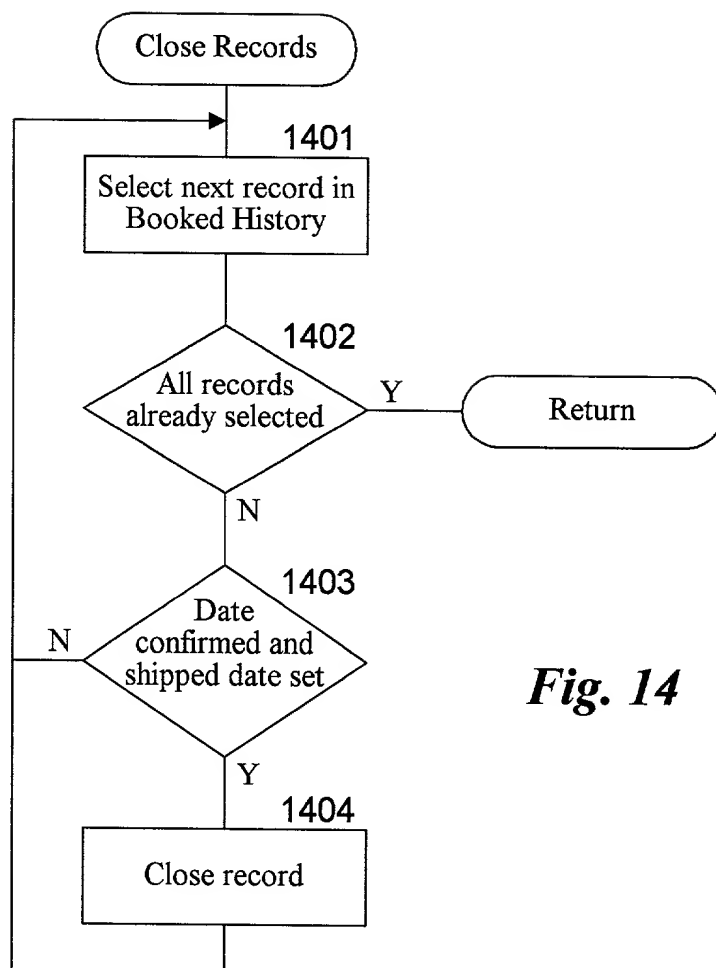 Close Records
1401
Select next record in
Booked History
1402
All records
already selected
Y
Return
N
1403
Date
confirmed and
shipped date set
N
Fig. 14
Y
1404
Close record